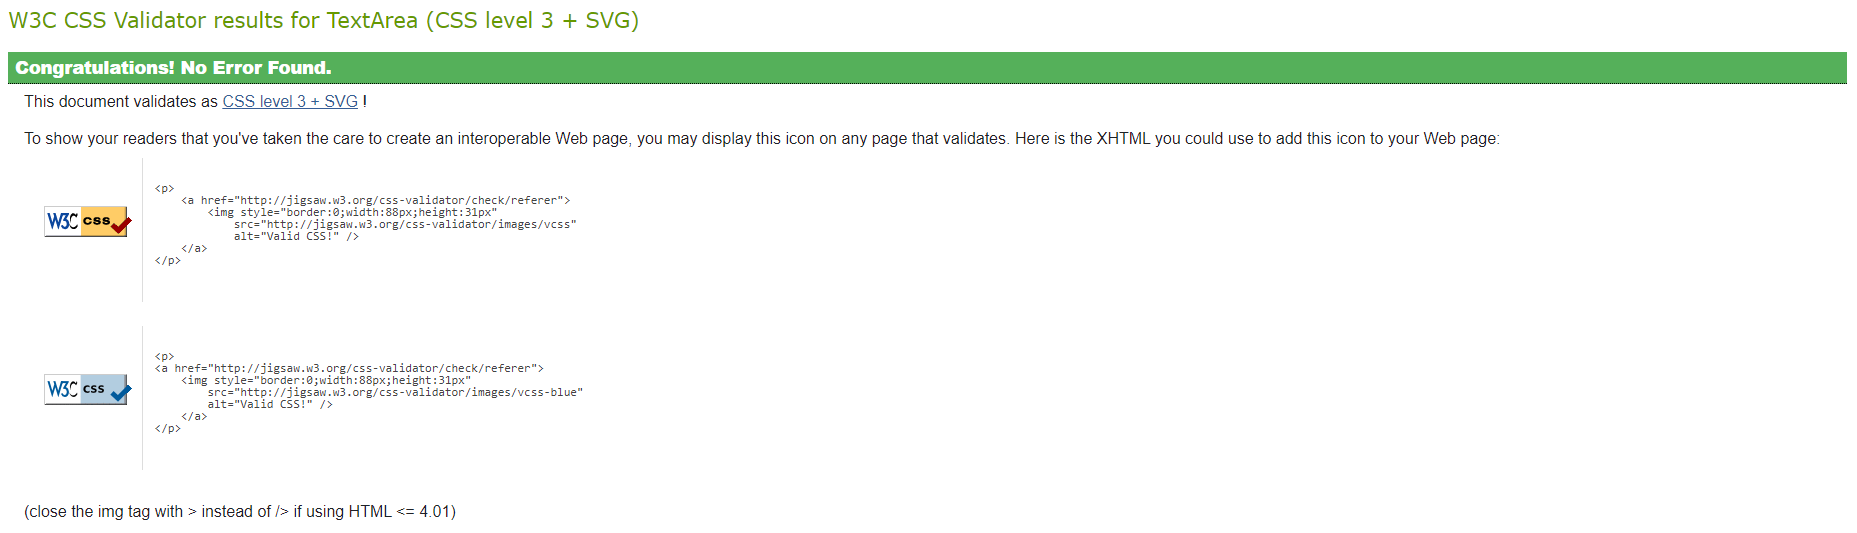 W3C CSS Validator results for TextArea (CSS level 3 + SVG)
Congratulations! No Error Found.
This document validates as CSS level 3 + SVG !
To show your readers that you've taken the care to create an interoperable Web page, you may display this icon on any page that validates. Here is the XHTML you could use to add this icon to your Web page:
W3C css
<p>
    <a href="http://jigsaw.w3.org/css-validator/check/referer">
        <img style="border:0;width:88px;height:31px"
            src="http://jigsaw.w3.org/css-validator/images/vcss"
            alt="Valid CSS!" />
    </a>
</p>
W3C css
<p>
<a href="http://jigsaw.w3.org/css-validator/check/referer">
    <img style="border:0;width:88px;height:31px"
        src="http://jigsaw.w3.org/css-validator/images/vcss-blue"
        alt="Valid CSS!" />
    </a>
</p>
(close the img tag with > instead of /> if using HTML <= 4.01)